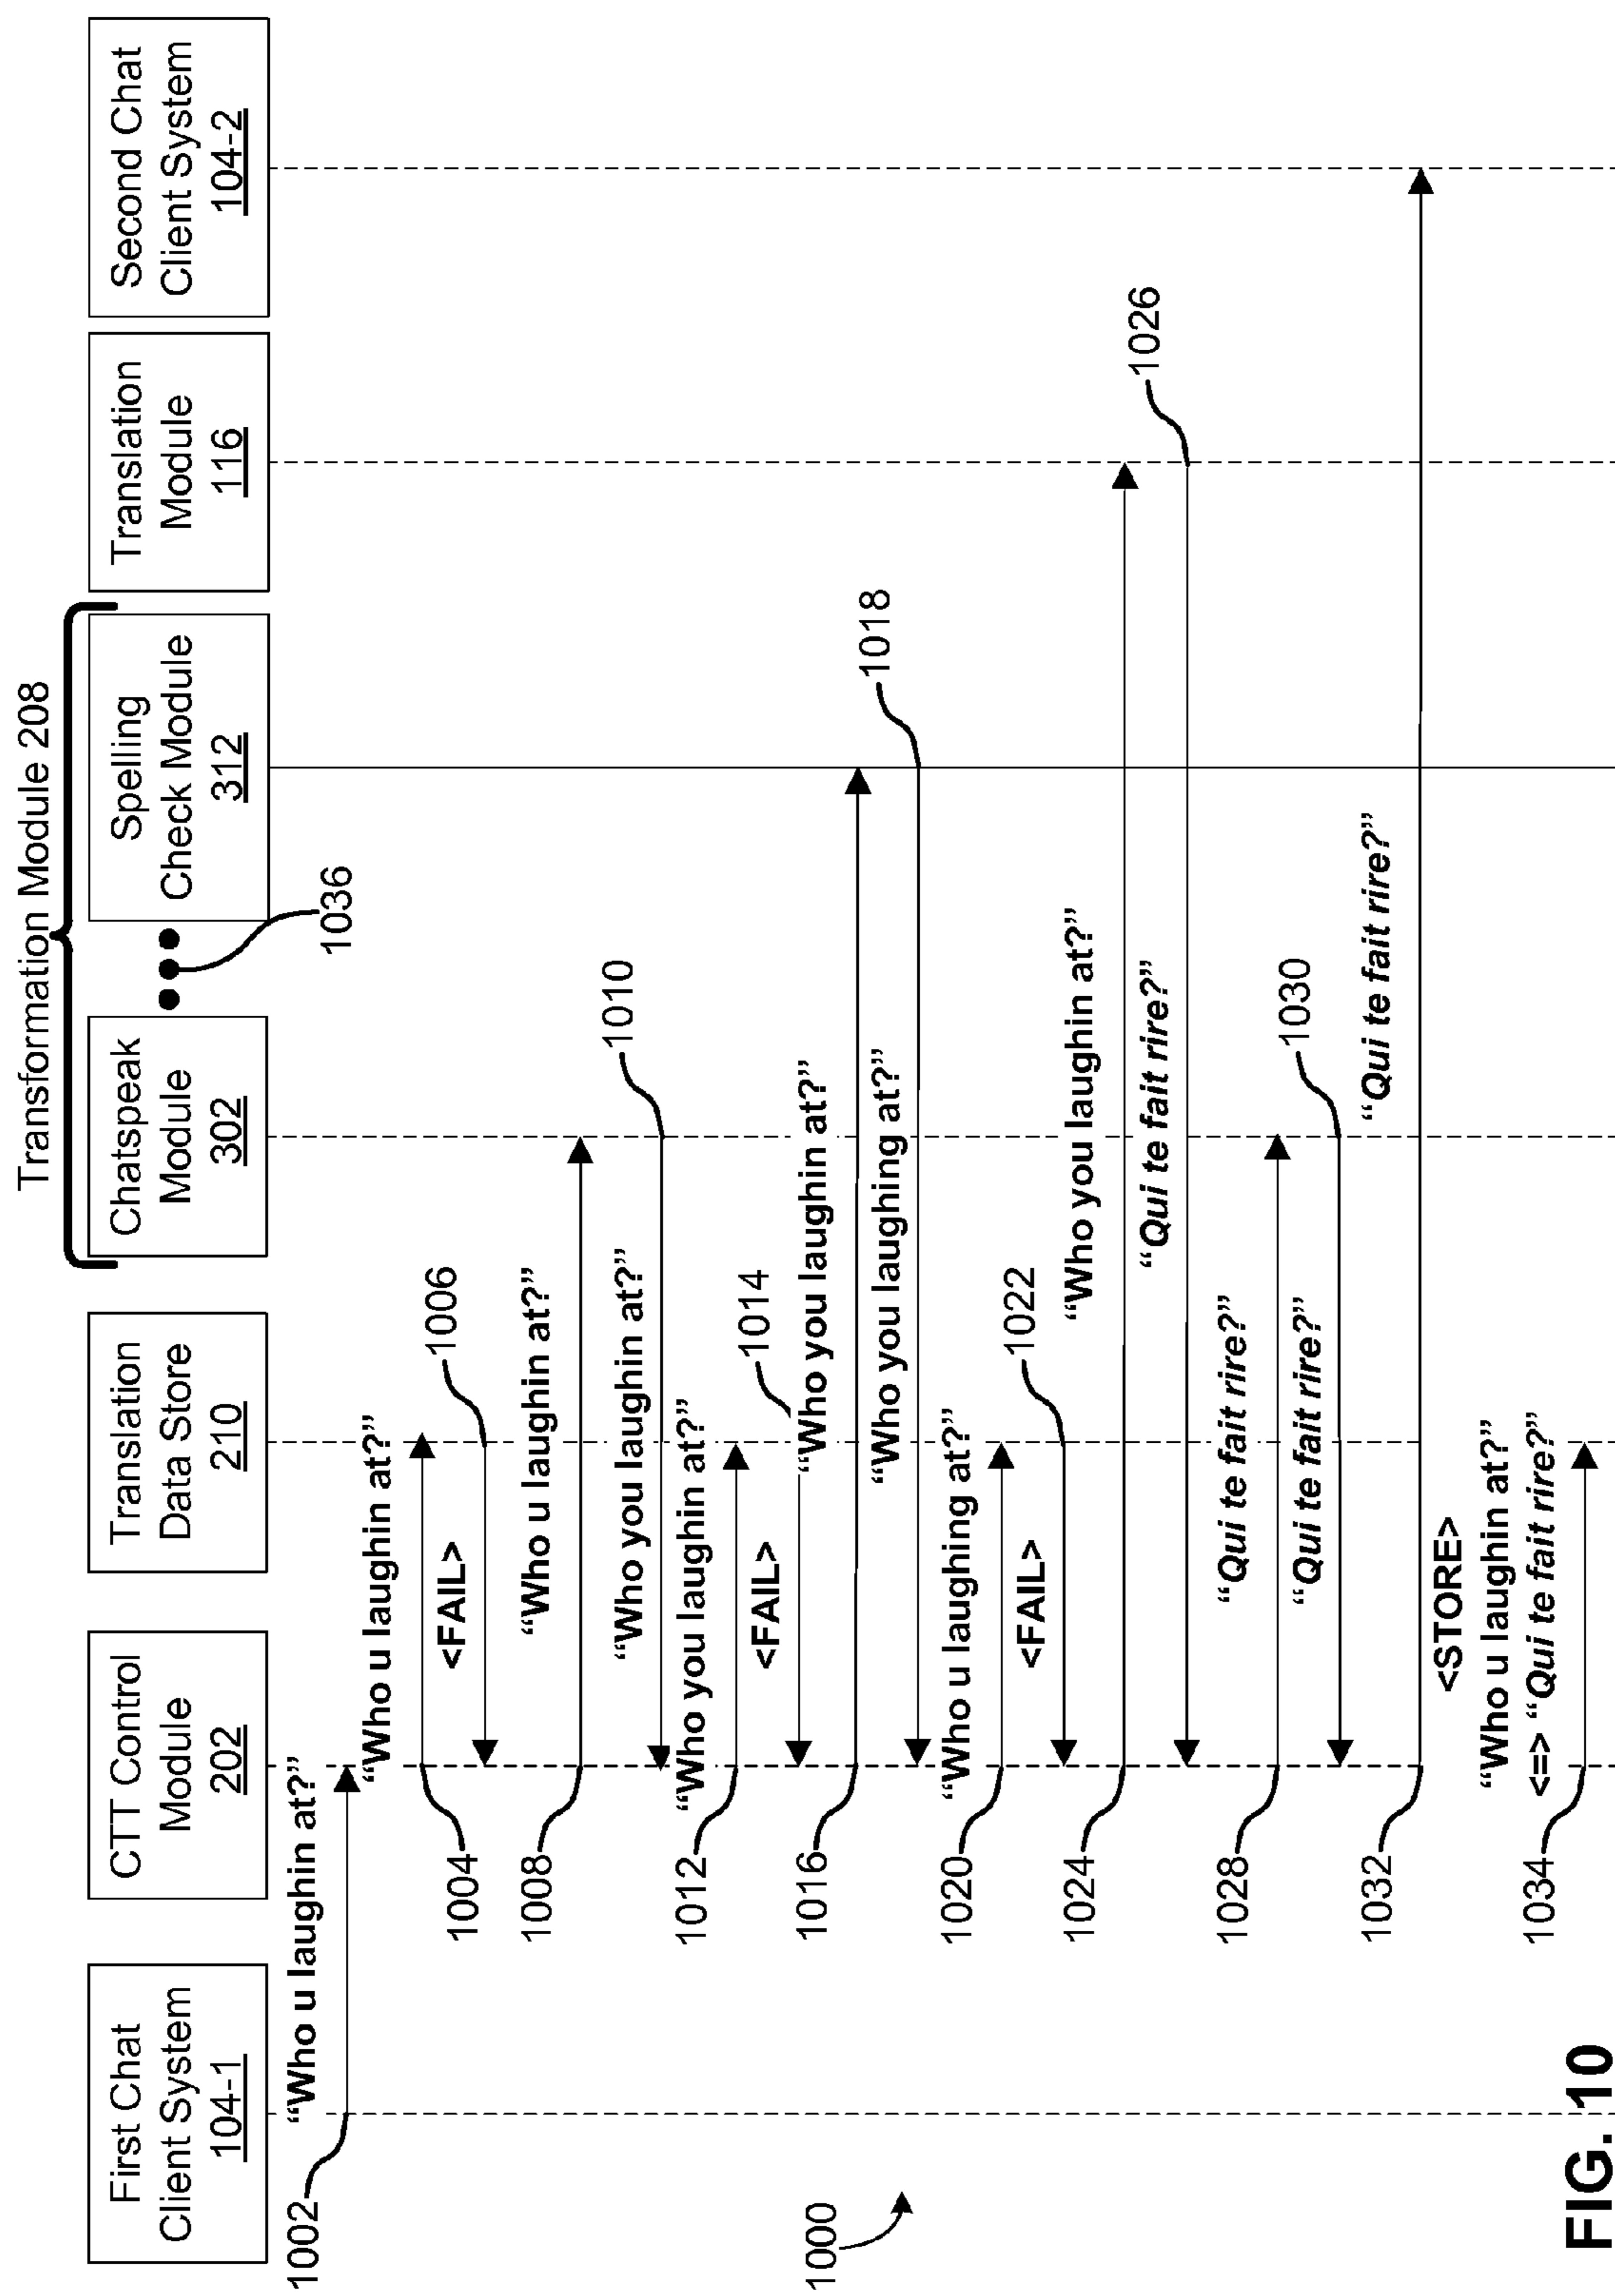 Transformation Module 208
First Chat
Client System
104-1
CTT Control
Module
202
Translation
Data Store
210
Chatspeak
Module
302
1036
Spelling
Check Module
312
Translation
Module
116
Second Chat
Client System
104-2
1002
“Who u laughin at?”
1004
“Who u laughin at?”
1006
<FAIL>
1008
“Who u laughin at?”
1010
“Who you laughin at?”
1012
“Who you laughin at?”
1014
<FAIL>
1016
“Who you laughin at?”
1018
“Who you laughing at?”
1020
“Who u laughing at?”
1022
<FAIL>
1024
“Who you laughin at?”
1026
“Qui te fait rire?”
1028
“Qui te fait rire?”
1030
“Qui te fait rire?”
1032
“Qui te fait rire?”
1034
<STORE>
“Who u laughin at?”
<=> “Qui te fait rire?”
1000
FIG. 10